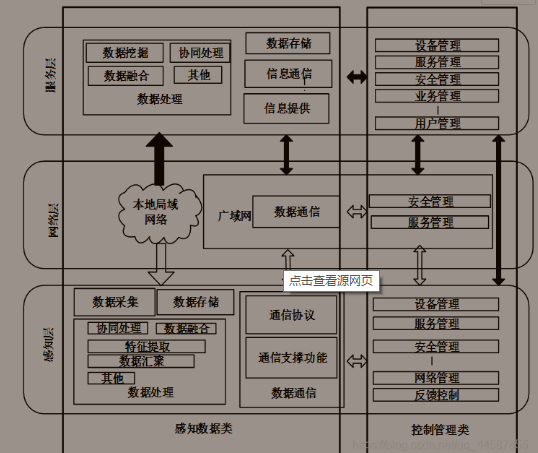 服务层
数据挖掘
协同处理
数据融合
其他
数据处理
数据存储
信息通信
信息提供
设备管理
服务管理
安全管理
业务管理
用户管理
网络层
本地局域
网络
广域网
数据通信
安全管理
服务管理
点击查看源网页
感知层
数据采集
数据存储
协同处理
数据融合
特征提取
数据汇聚
其他
数据处理
通信协议
通信支撑功能
数据通信
设备管理
服务管理
安全管理
网络管理
反馈控制
感知数据类
控制管理类